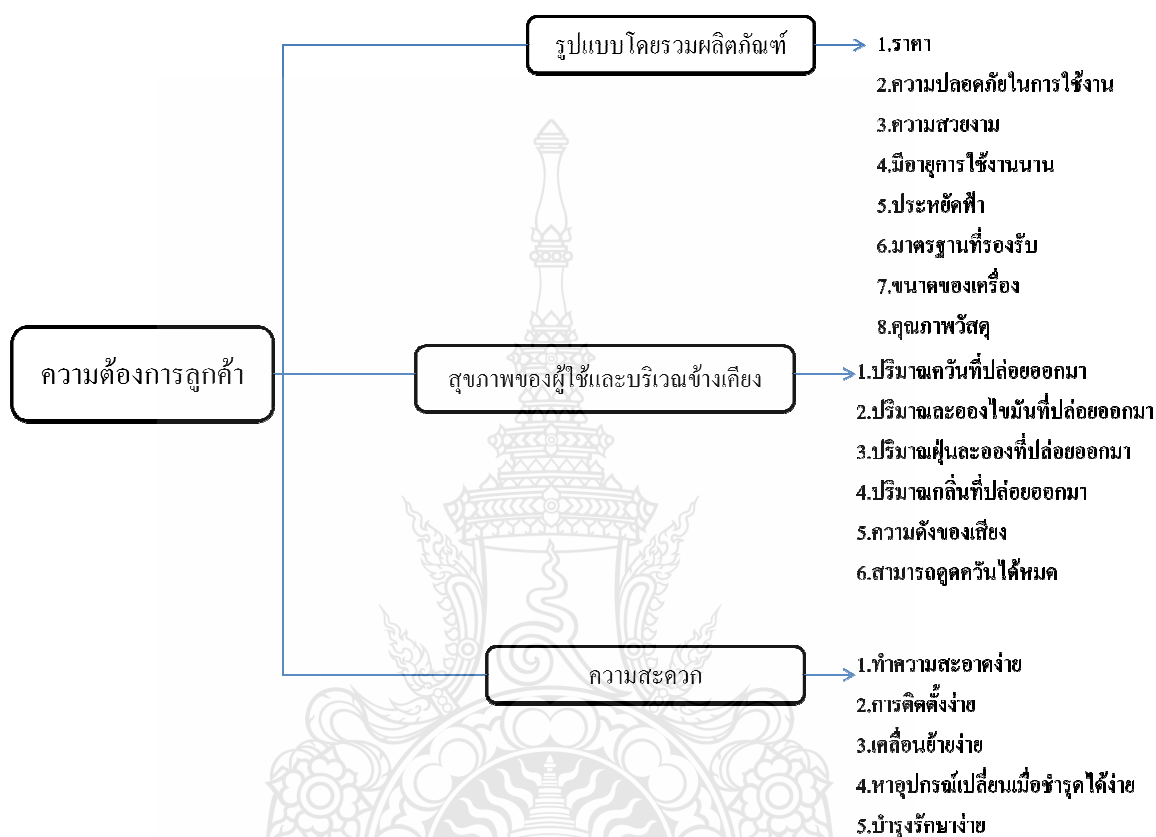 ความต้องการลูกค้า
รูปแบบโดยรวมผลิตภัณฑ์
1.ราคา
2.ความปลอดภัยในการใช้งาน
3.ความสวยงาม
4.มีอายุการใช้งานนาน
5.ประหยัดฟ้า
6.มาตรฐานที่รองรับ
7.ขนาดของเครื่อง
8.คุณภาพวัสดุ
สุขภาพของผู้ใช้และบริเวณข้างเคียง
1.ปริมาณควันที่ปล่อยออกมา
2.ปริมาณละอองไขมันที่ปล่อยออกมา
3.ปริมาณฝุ่นละอองที่ปล่อยออกมา
4.ปริมาณกลิ่นที่ปล่อยออกมา
5.ความดังของเสียง
6.สามารถดูดควันได้หมด
ความสะดวก
1.ทำความสะอาดง่าย
2.การติดตั้งง่าย
3.เคลื่อนย้ายง่าย
4.หาอุปกรณ์เปลี่ยนเมื่อชำรุดได้ง่าย
5.บำรุงรักษาง่าย